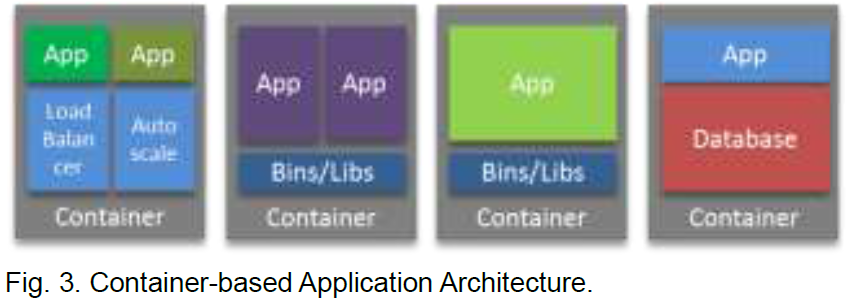 App App
Load
Balan
cer
Auto
scale
Container
App App
Bins/Libs
Container
App
Bins/Libs
Container
App
Database
Container
Fig. 3. Container-based Application Architecture.